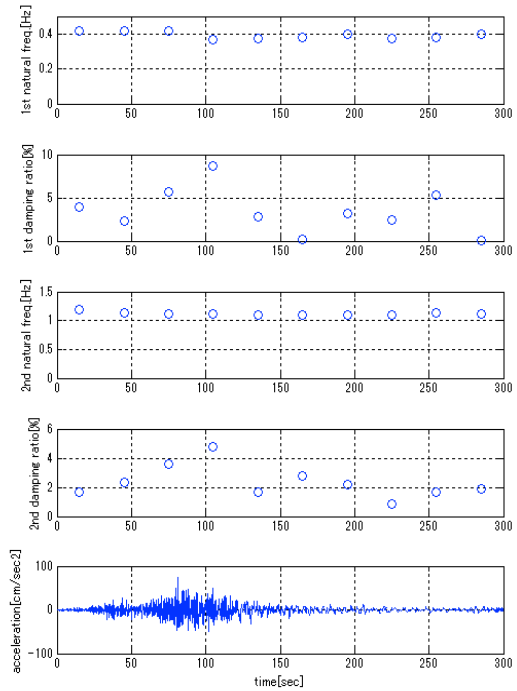 1st natural freq.[Hz]
0.4
0.2
0
0 50 100 150 200 250 300
1st damping ratio[%]
10
5
0
0 50 100 150 200 250 300
2nd natural freq.[Hz]
1.5
1
0.5
0
0 50 100 150 200 250 300
2nd damping ratio[%]
6
4
2
0
0 50 100 150 200 250 300
acceleration[cm/sec2]
100
0
-100
0 50 100 150 200 250 300
time[sec]